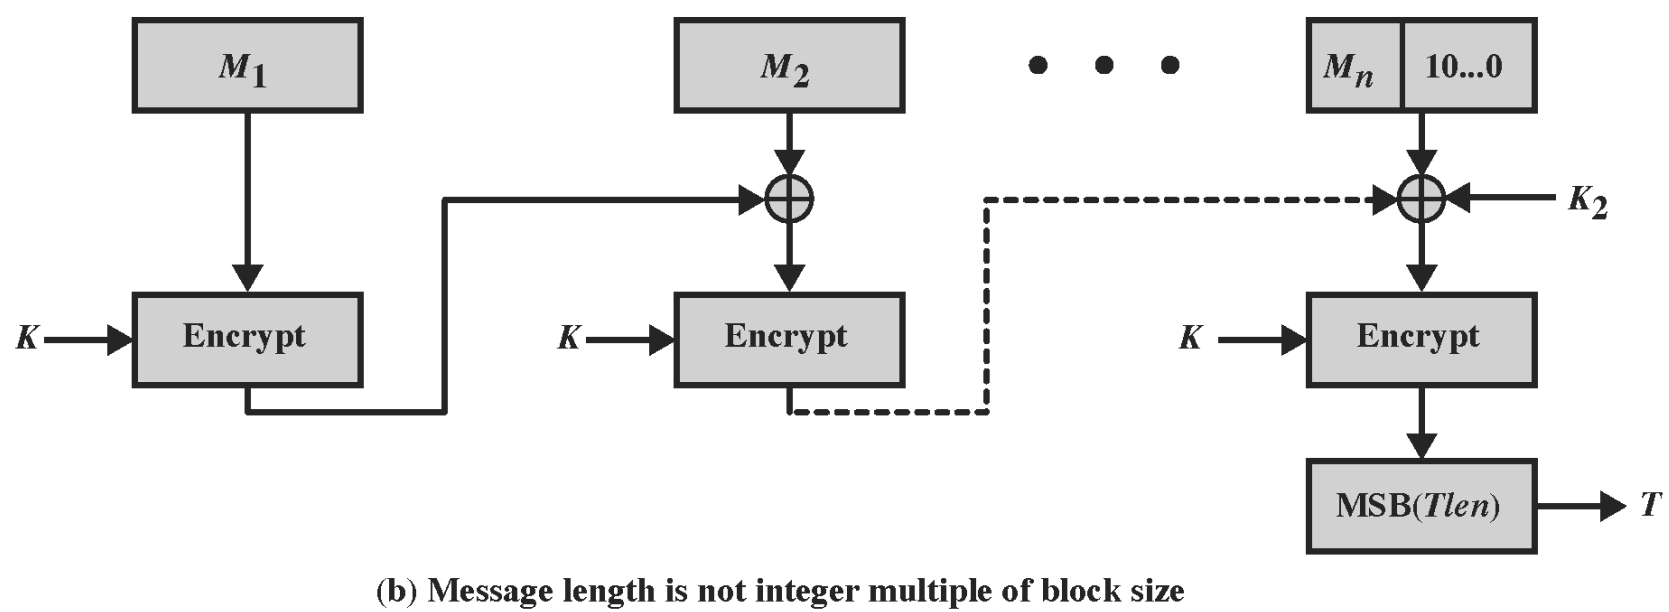 M1
M2
Mn 10...0
K2
K Encrypt
K Encrypt
K Encrypt
MSB(Tlen) T
(b) Message length is not integer multiple of block size